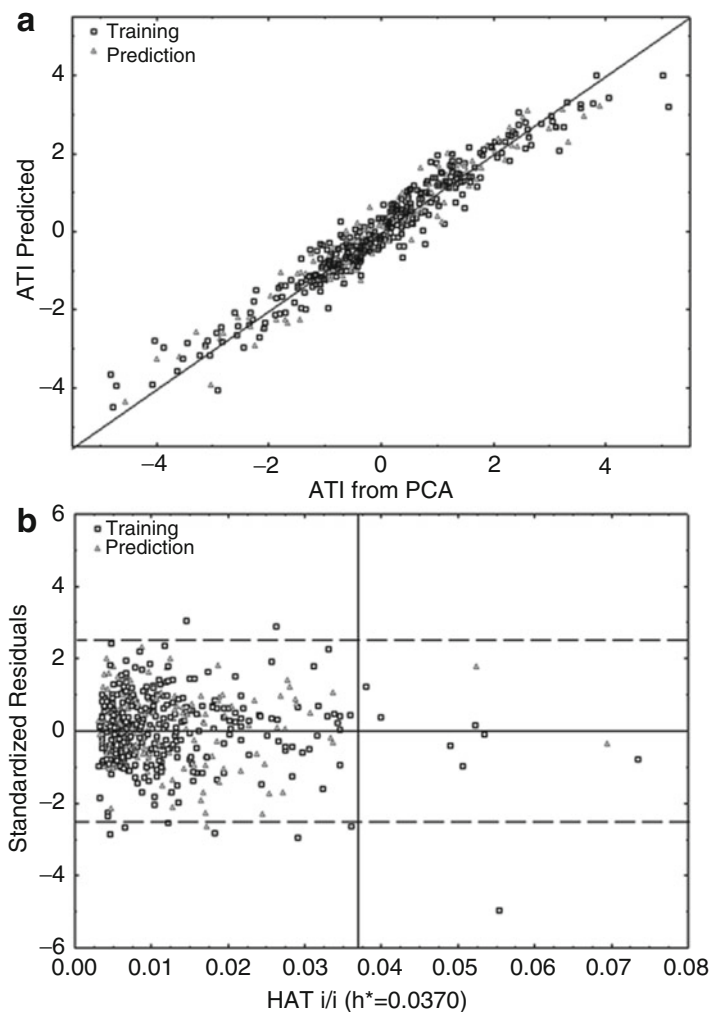 a
Training
Prediction
4
2
0
−2
−4
ATI Predicted
−4
−2
0
2
4
ATI from PCA
b
Training
Prediction
6
4
2
0
−2
−4
−6
Standardized Residuals
0.00
0.01
0.02
0.03
0.04
0.05
0.06
0.07
0.08
HAT i/i (h*=0.0370)